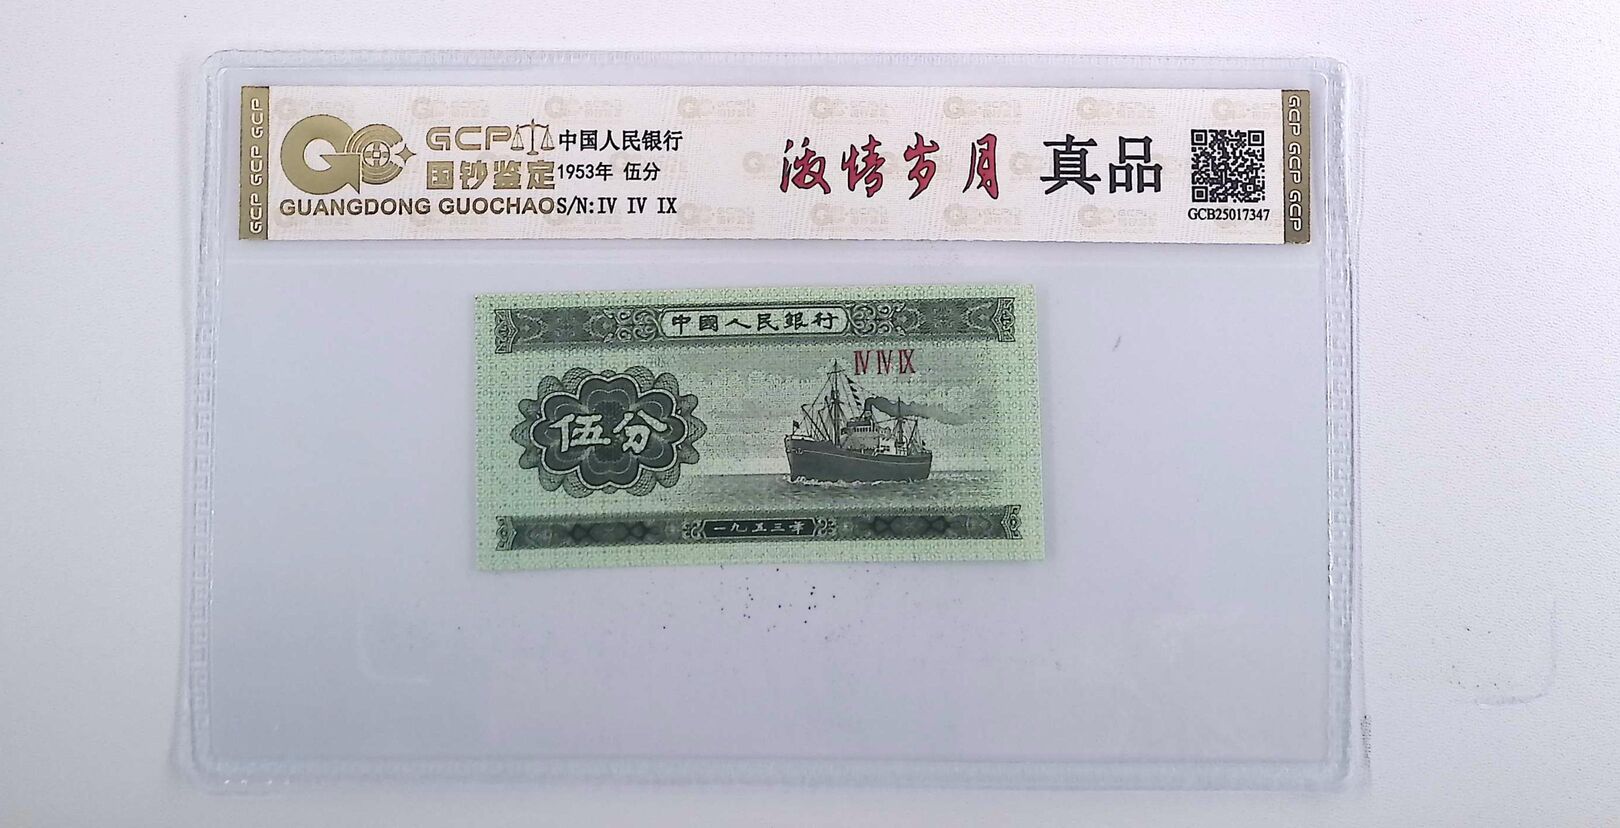 GCP GCP GCP
GCP
国钞鉴定
GUANGDONG GUOCHAO
中国人民银行
1953年 伍分
S/N:IV IV IX
激情岁月
真品
GCB25017347
GCP GCP GCP
中國人民銀行
IV IV IX
伍分
一九五三年